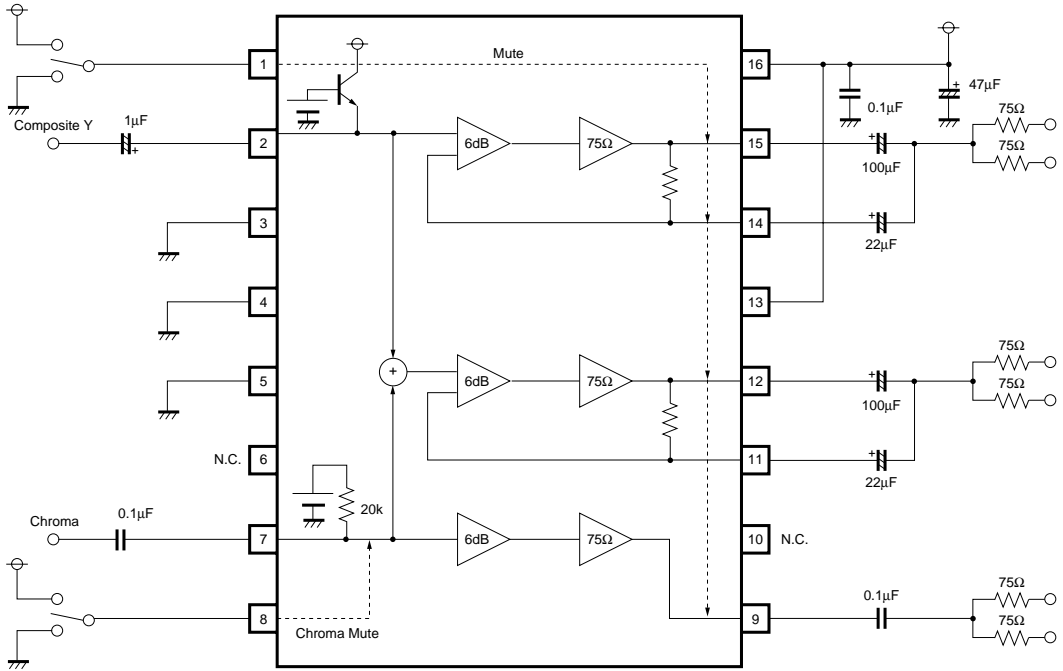 1
Mute
16
0.1µF
+
47µF
75Ω
75Ω
Composite Y
1µF
+
2
6dB
75Ω
15
+
100µF
3
14
+
22µF
4
13
5
+
6dB
75Ω
12
+
100µF
75Ω
75Ω
N.C.
6
11
+
22µF
20k
Chroma
0.1µF
7
6dB
75Ω
10
N.C.
8
Chroma Mute
9
0.1µF
75Ω
75Ω